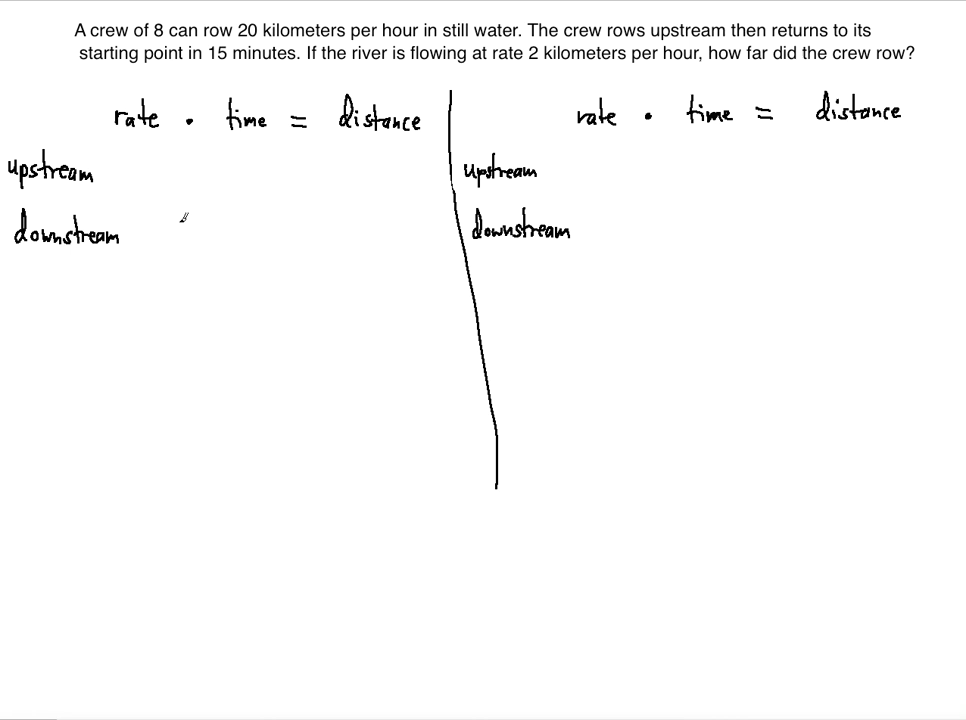 A crew of 8 can row 20 kilometers per hour in still water. The crew rows upstream then returns to its
starting point in 15 minutes. If the river is flowing at rate 2 kilometers per hour, how far did the crew row?
rate • time = distance
upstream
downstream
rate • time = distance
upstream
downstream